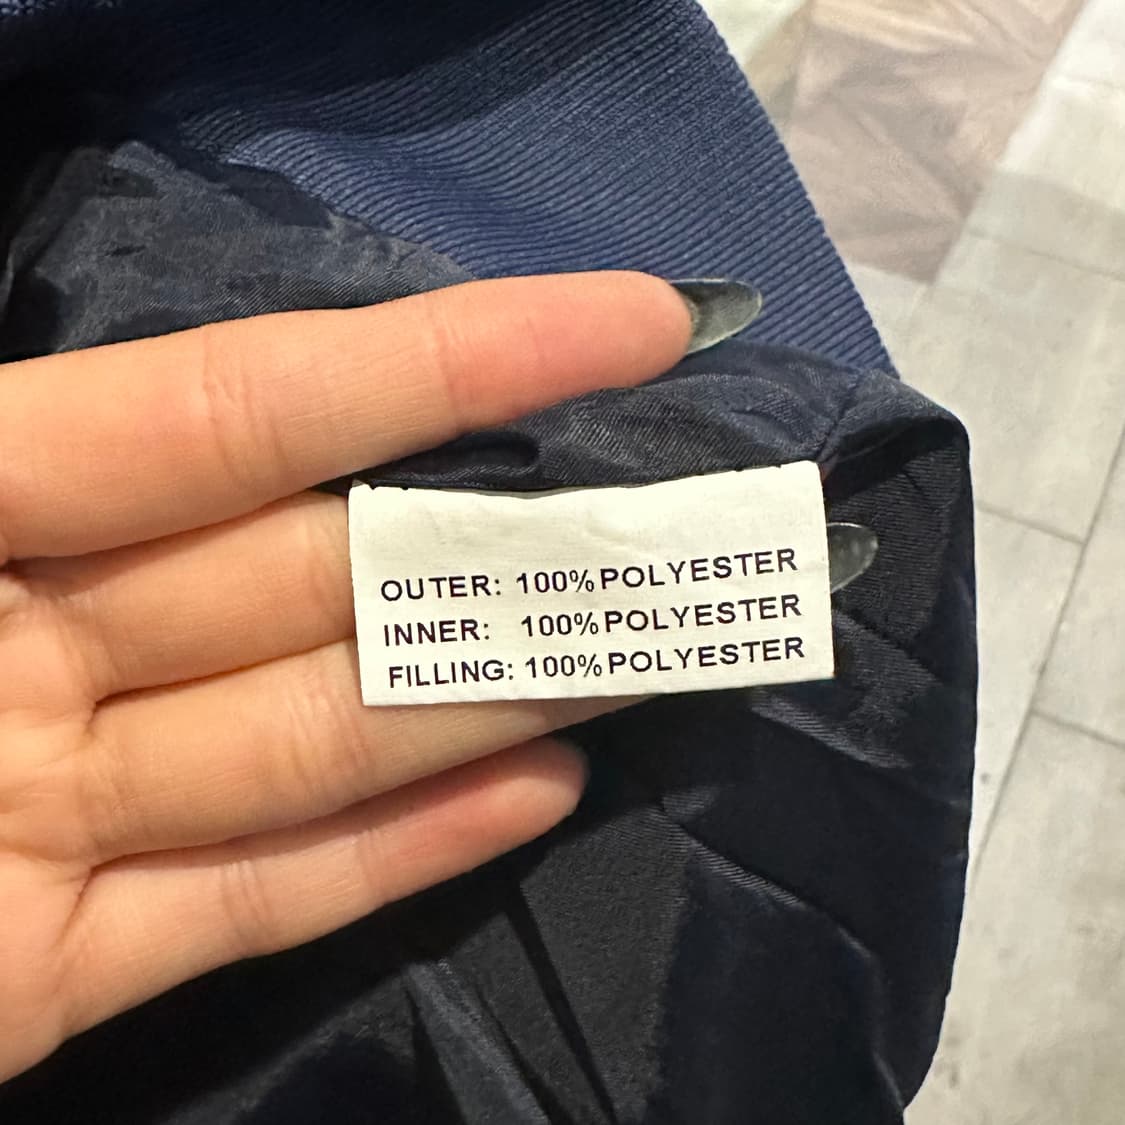 OUTER: 100% POLYESTER
INNER: 100% POLYESTER
FILLING: 100% POLYESTER